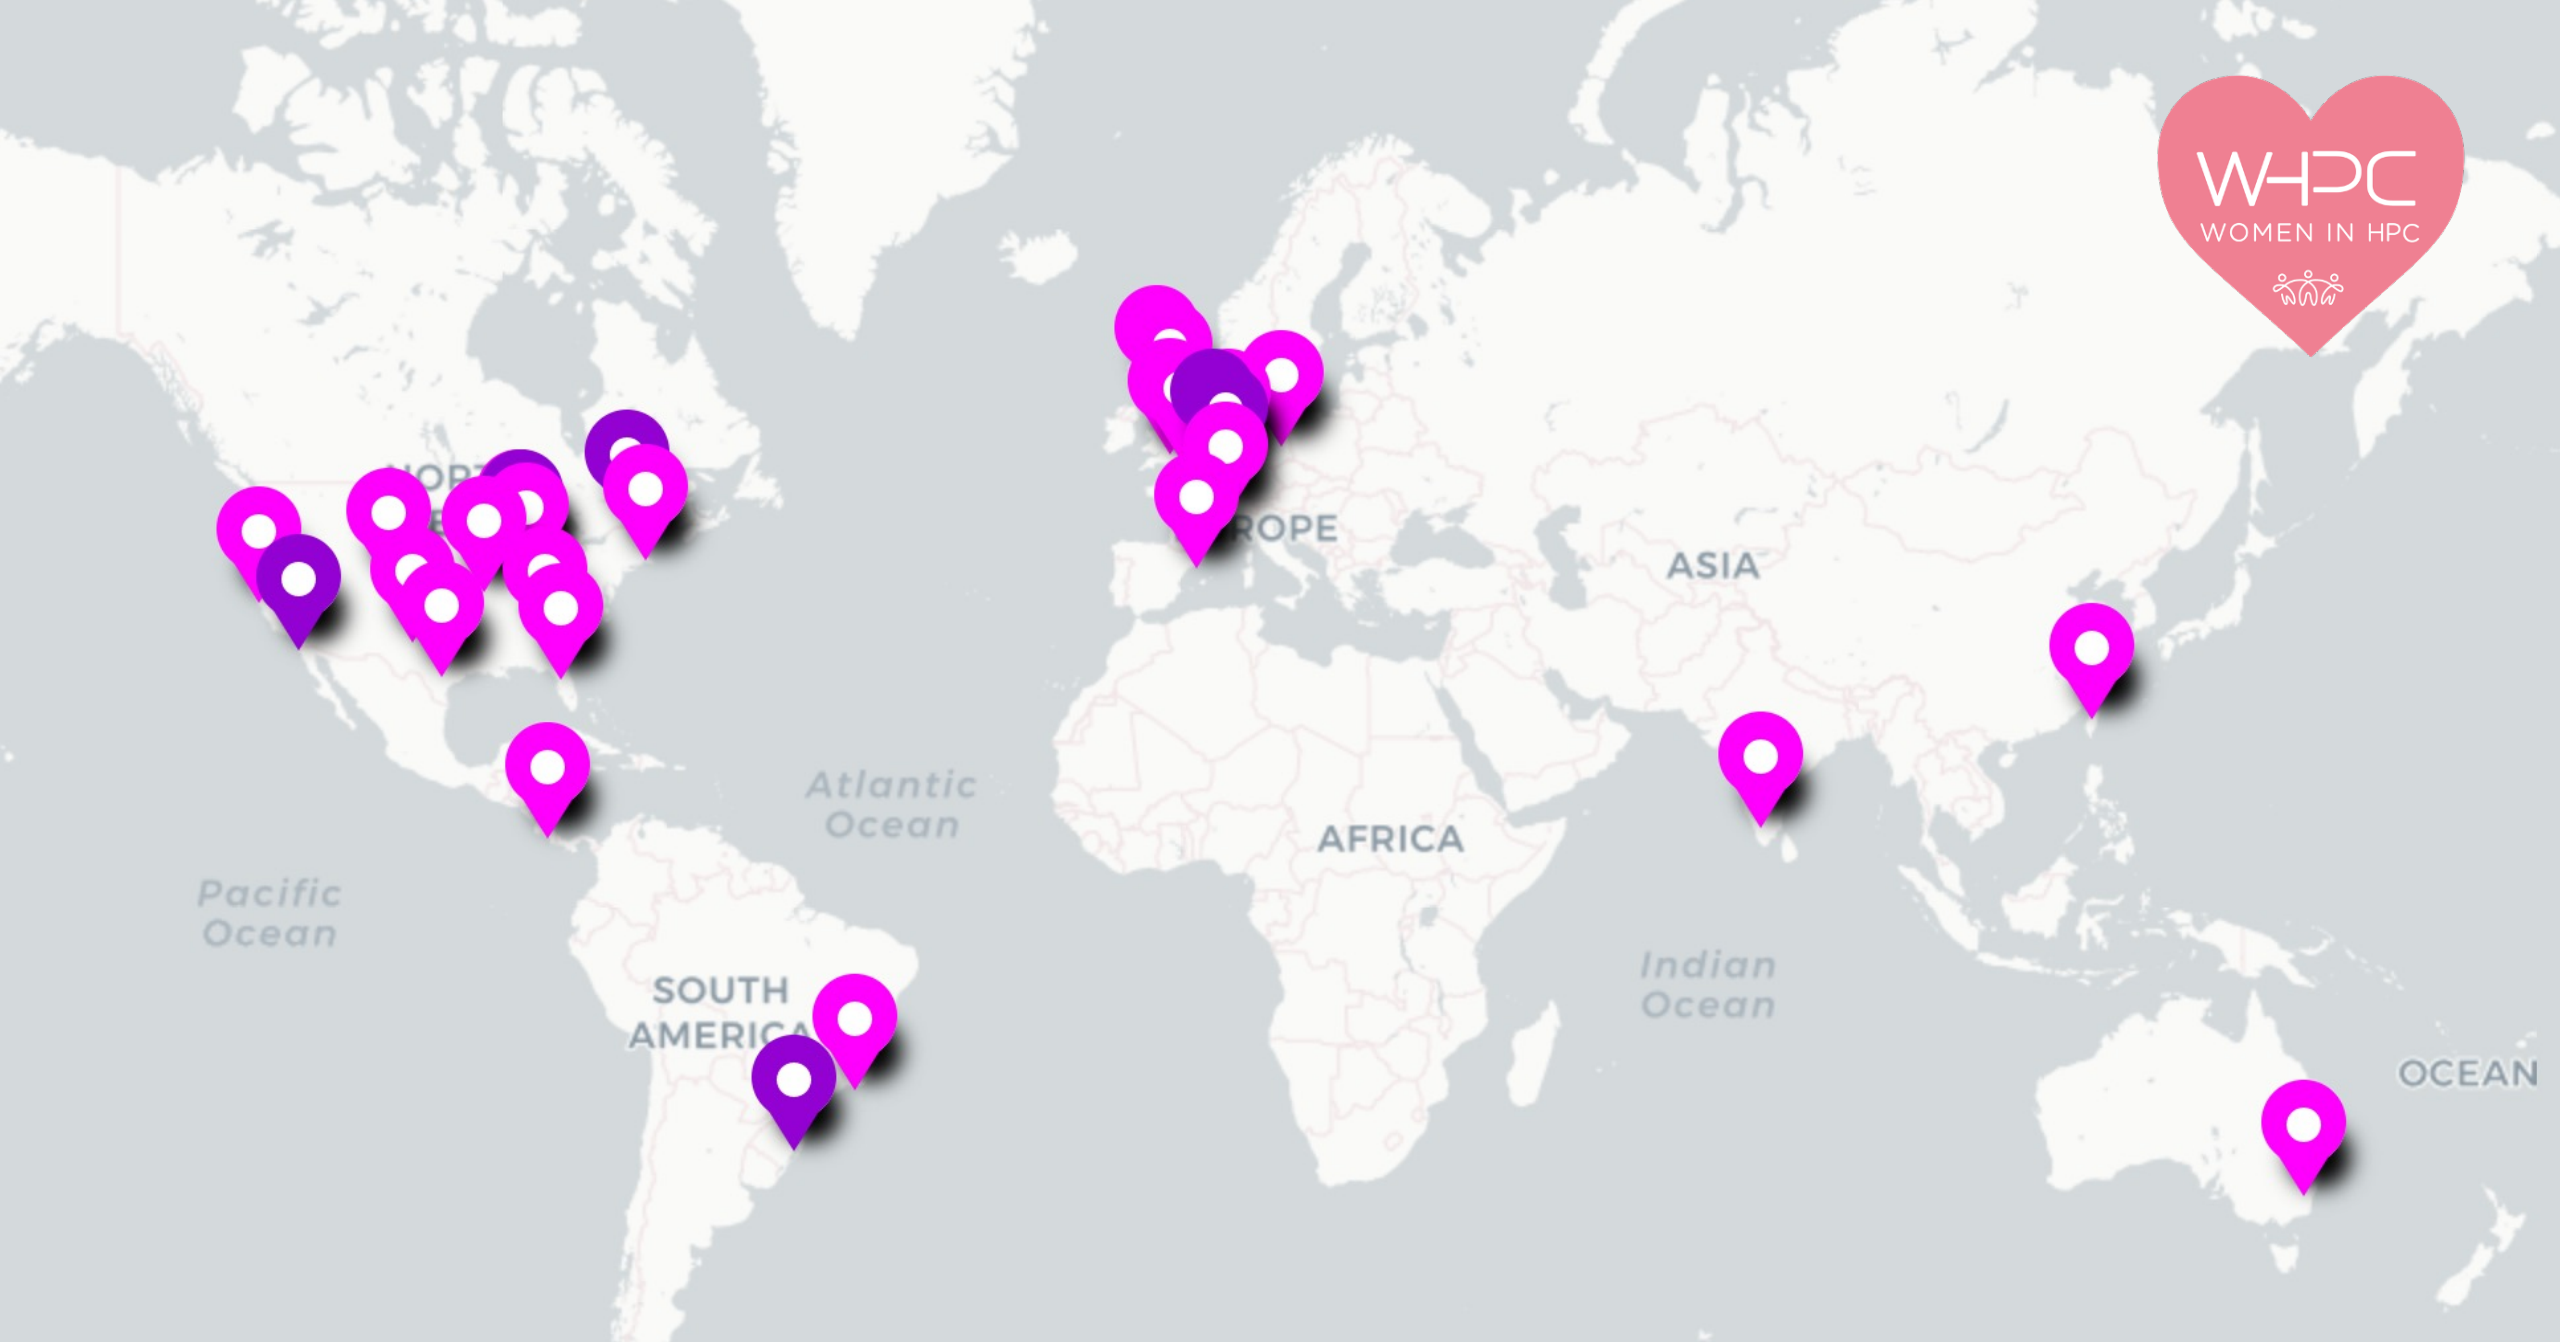 WHPC
WOMEN IN HPC
ASIA
AFRICA
Atlantic
Ocean
Pacific
Ocean
Indian
Ocean
SOUTH
OCEAN